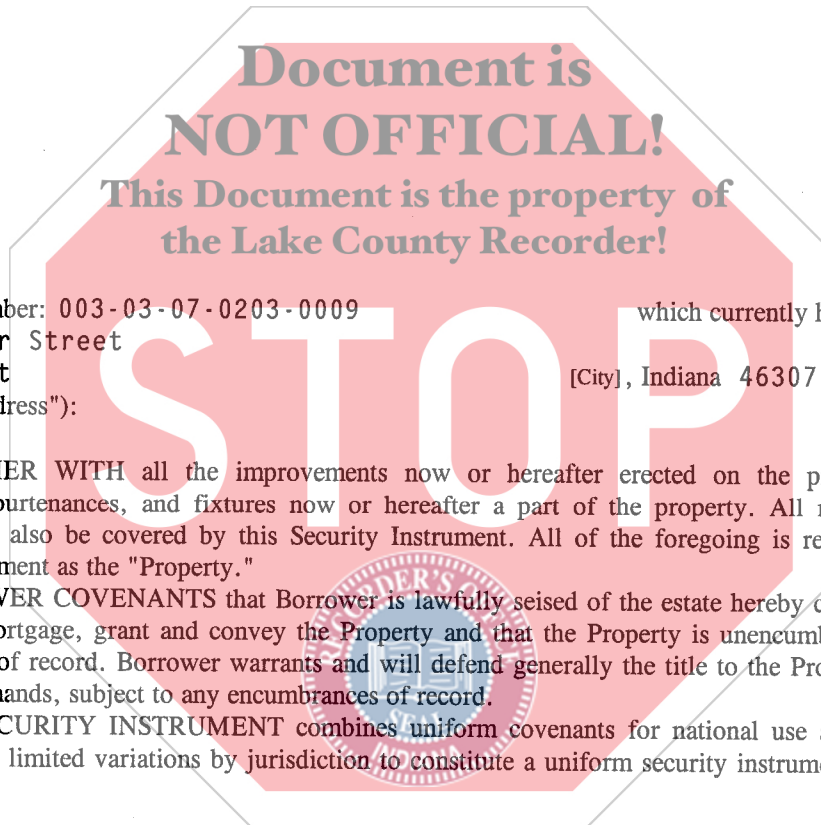 Document is
NOT OFFICIAL!
This Document is the property of
the Lake County Recorder!
ber: 003-03-07-0203-0009 which currently h
r Street
t [City], Indiana 46307
dress"):
STOP
ER WITH all the improvements now or hereafter erected on the p
purtenances, and fixtures now or hereafter a part of the property. All r
also be covered by this Security Instrument. All of the foregoing is re
ment as the "Property."
VER COVENANTS that Borrower is lawfully seised of the estate hereby c
ortgage, grant and convey the Property and that the Property is unencumb
of record. Borrower warrants and will defend generally the title to the Pro
ands, subject to any encumbrances of record.
CURITY INSTRUMENT combines uniform covenants for national use
limited variations by jurisdiction to constitute a uniform security instrume
RECORDER'S OFFICE
SEAL
INDIANA